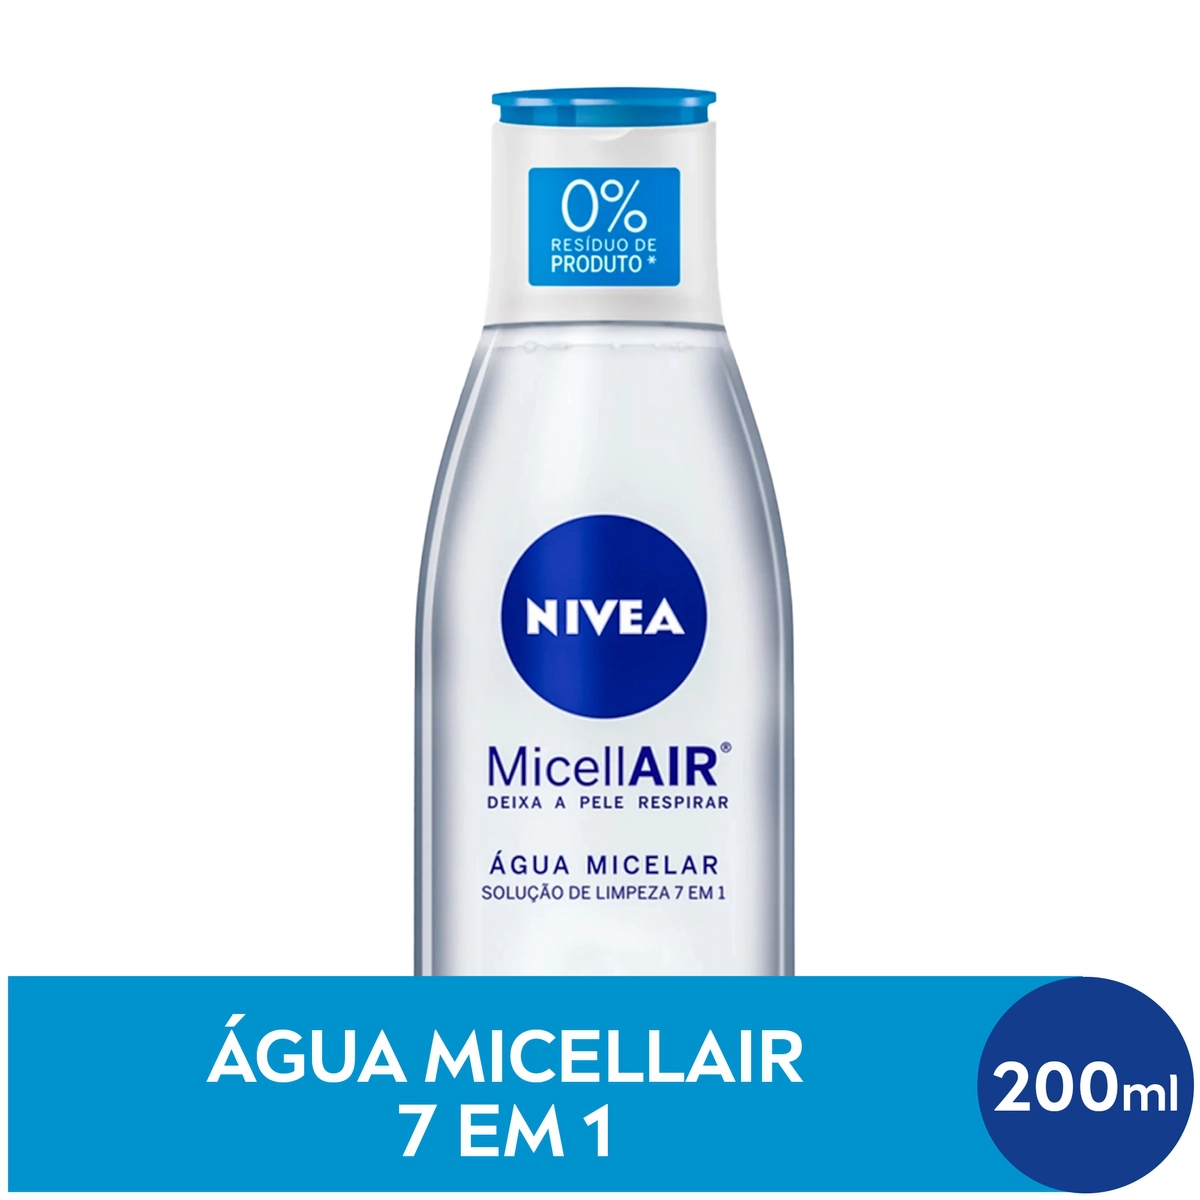 0%
RESÍDUO DE
PRODUTO*
NIVEA
MicellAIR®
DEIXA A PELE RESPIRAR
ÁGUA MICELAR
SOLUÇÃO DE LIMPEZA 7 EM 1
ÁGUA MICELLAIR
7 EM 1
200ml